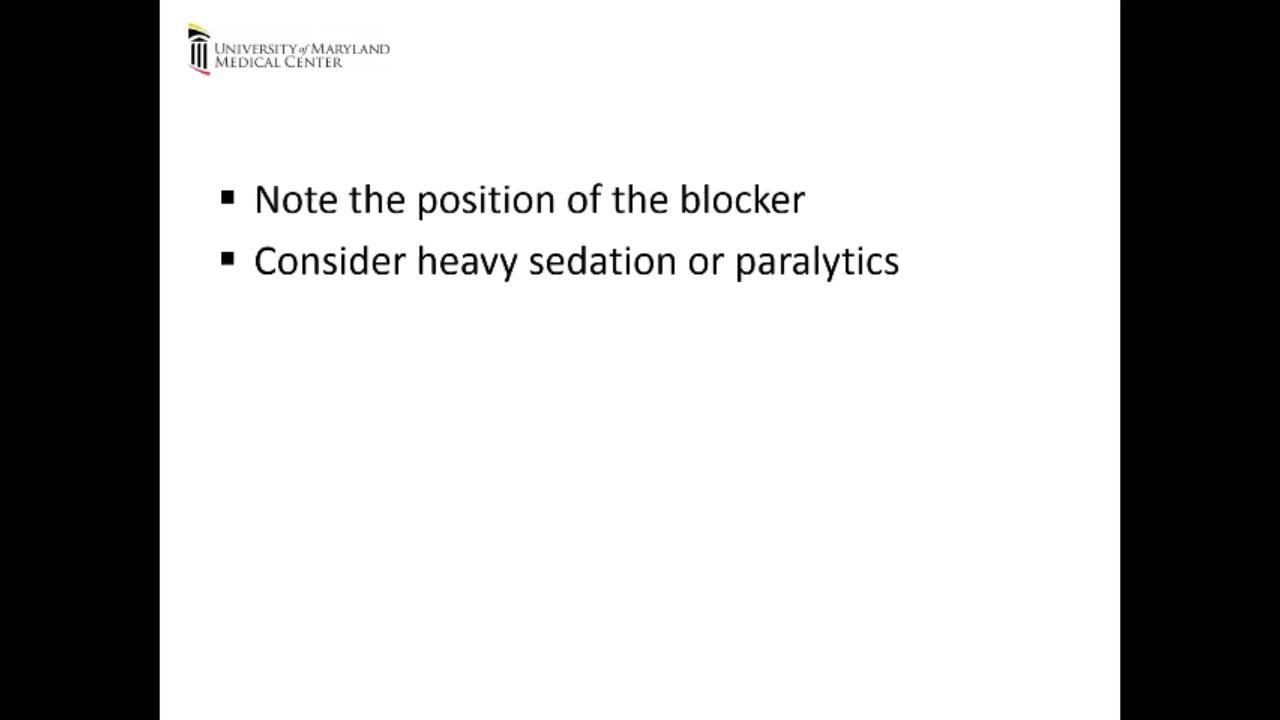 UNIVERSITY of MARYLAND
MEDICAL CENTER
▪ Note the position of the blocker
▪ Consider heavy sedation or paralytics